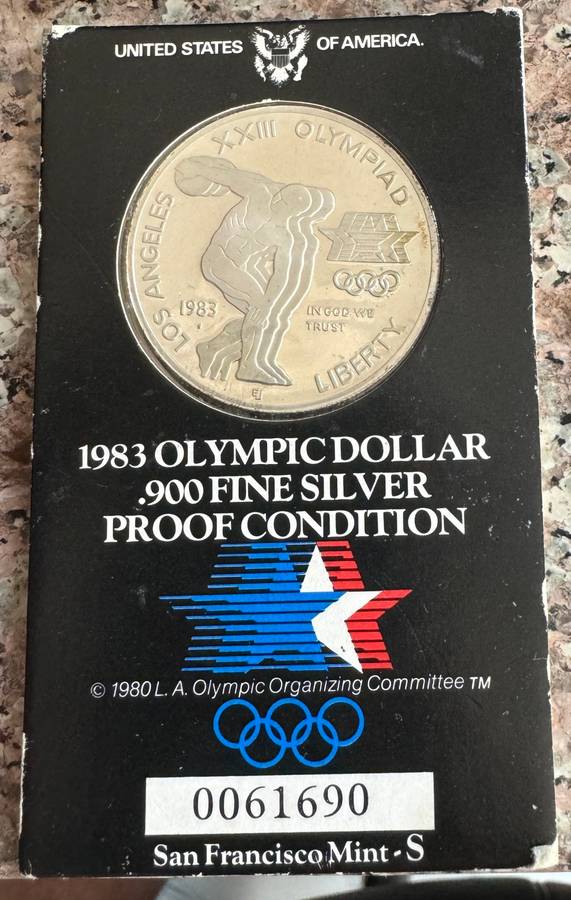 UNITED STATES OF AMERICA.
XXIII OLYMPIAD
LOS ANGELES
1983
IN GOD WE
TRUST
LIBERTY
EJ
1983 OLYMPIC DOLLAR
.900 FINE SILVER
PROOF CONDITION
© 1980 L. A. Olympic Organizing Committee TM
0061690
San Francisco Mint - S